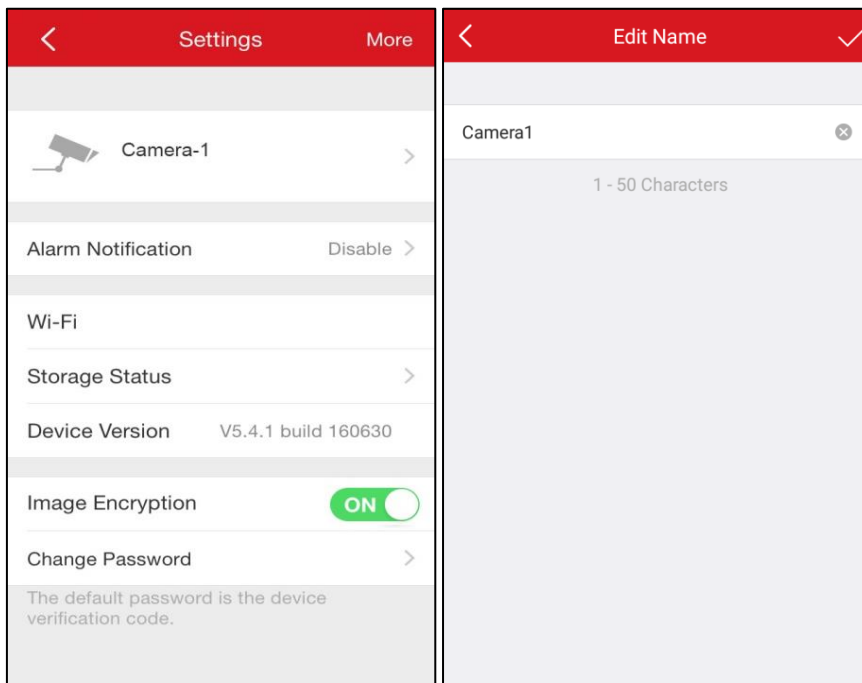 Settings
More
Camera-1
Alarm Notification
Disable
Wi-Fi
Storage Status
Device Version
V5.4.1 build 160630
Image Encryption
ON
Change Password
The default password is the device
verification code.
Edit Name
Camera1
1 - 50 Characters